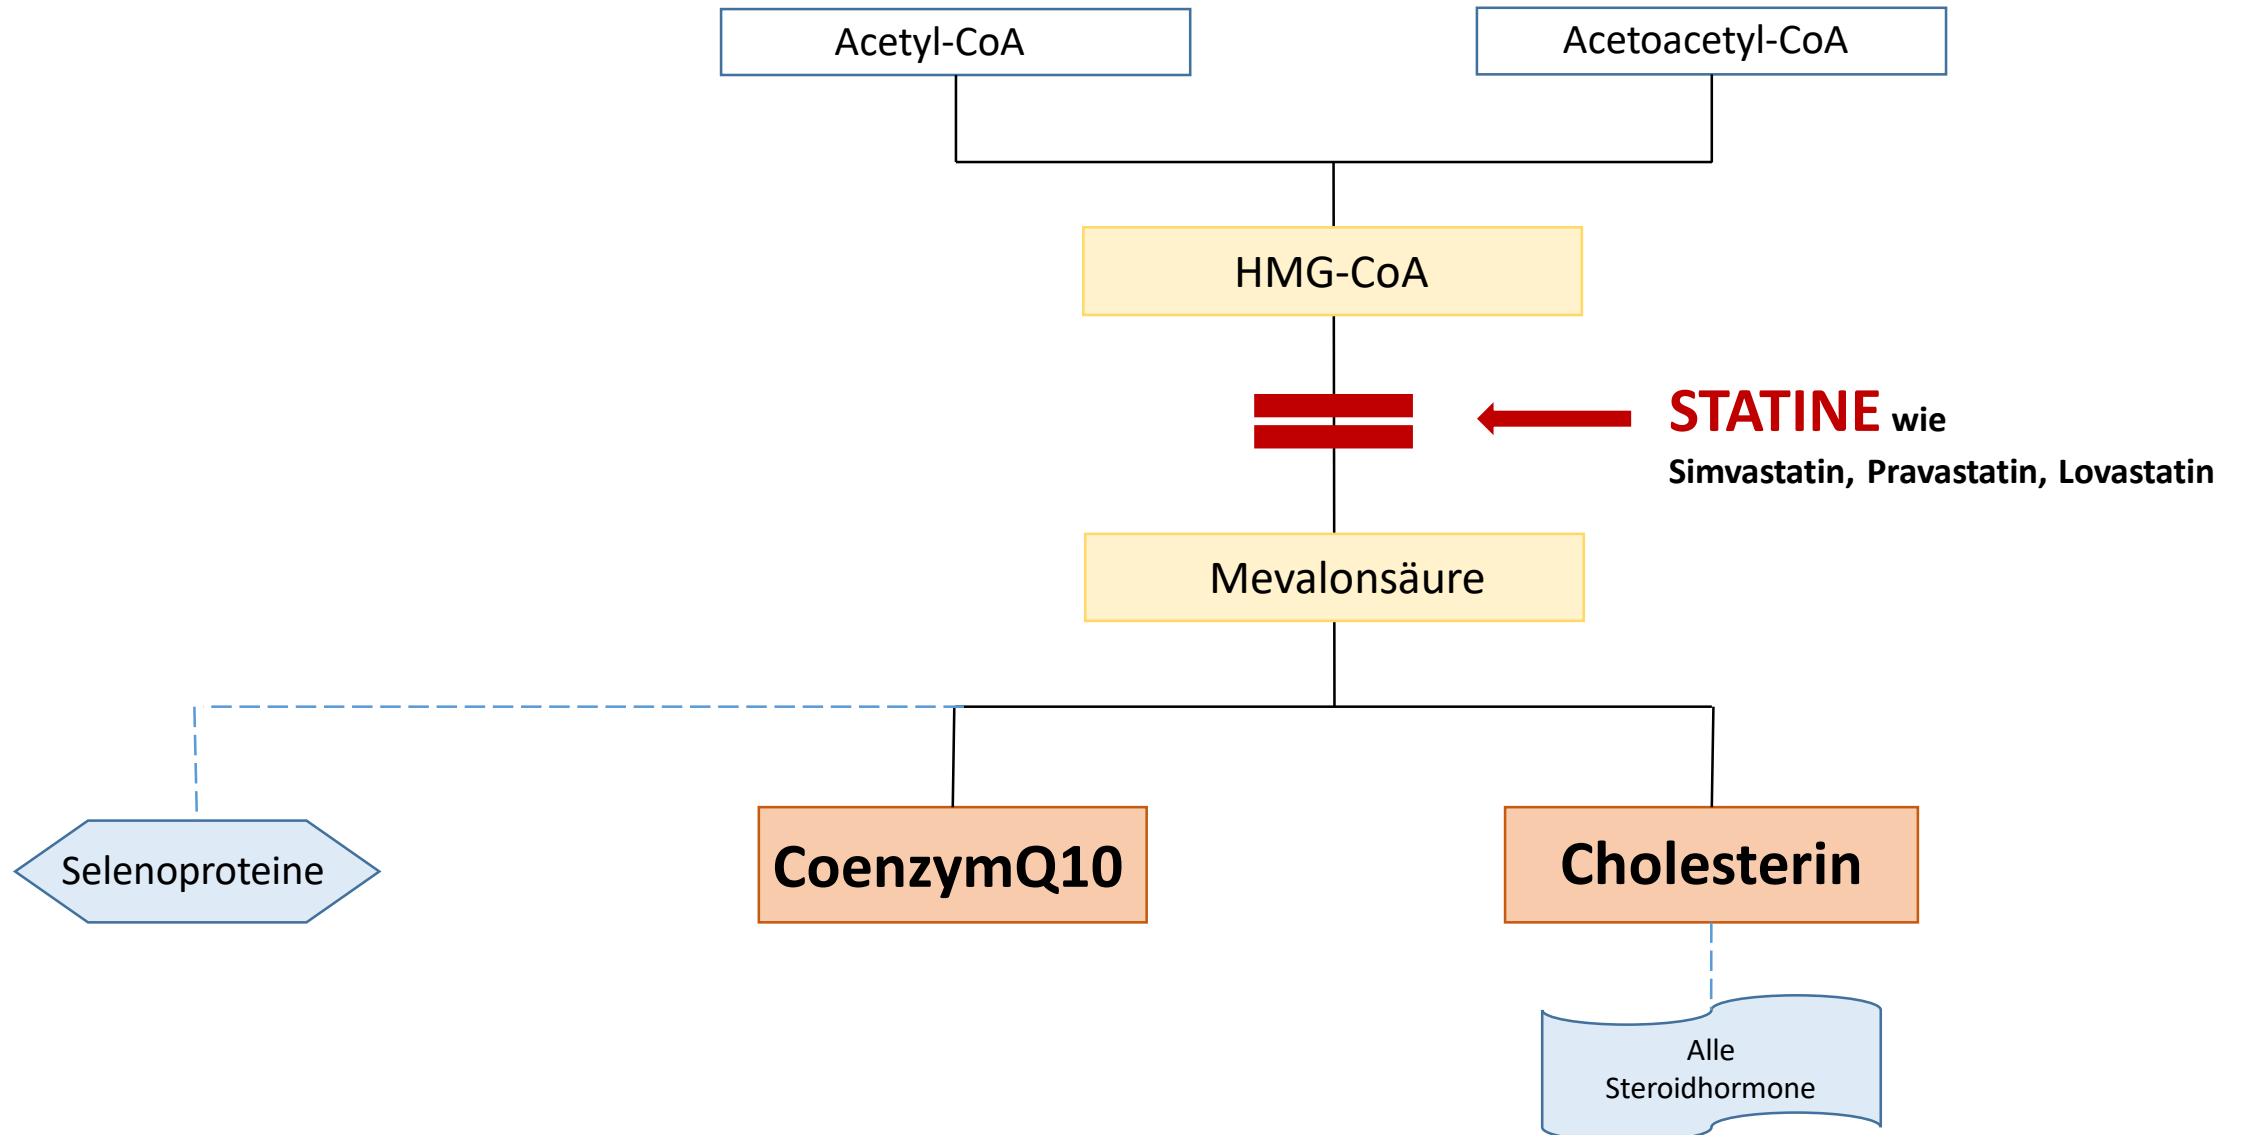 Acetyl-CoA
Acetoacetyl-CoA
HMG-CoA
STATINE wie
Simvastatin, Pravastatin, Lovastatin
Mevalonsäure
Selenoproteine
CoenzymQ10
Cholesterin
Alle
Steroidhormone